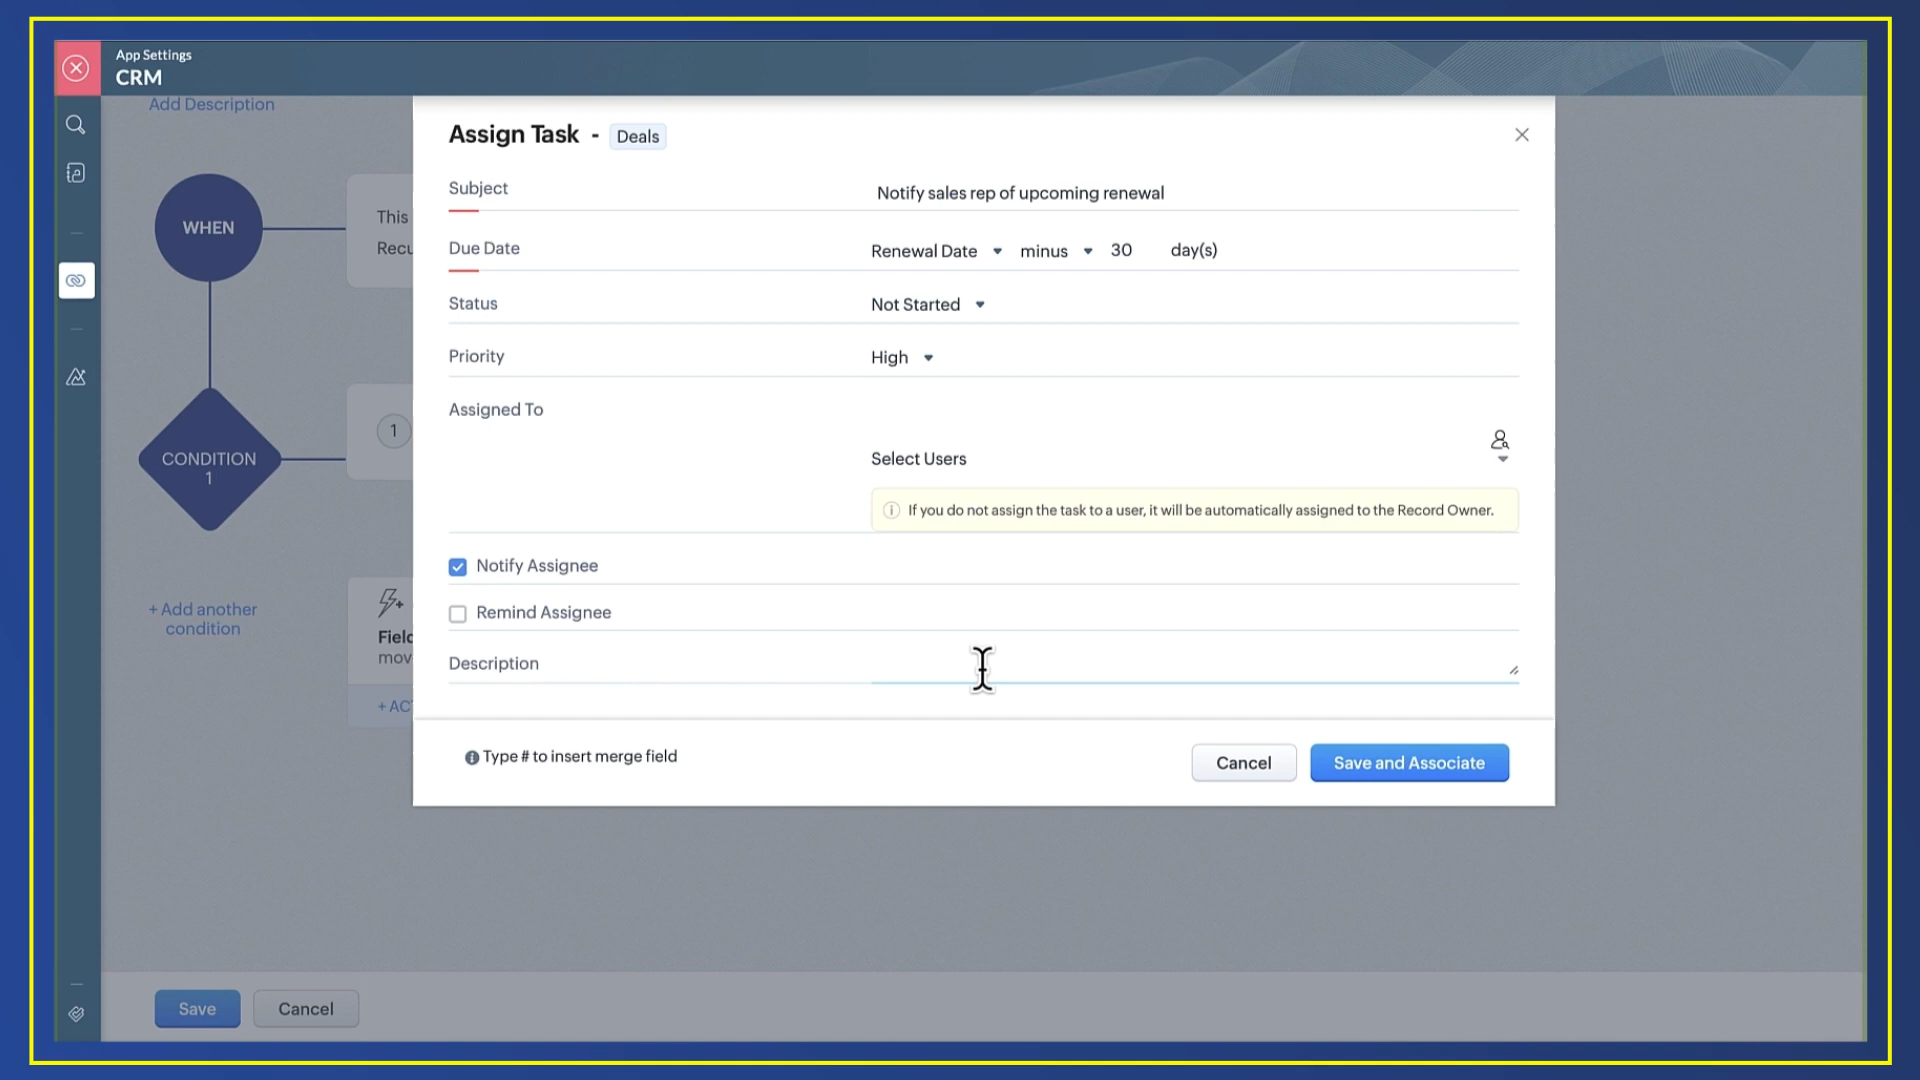 App Settings
CRM
Add Description
Assign Task - Deals
Subject
Notify sales rep of upcoming renewal
WHEN
This
Due Date
Renewal Date minus 30 day(s)
Status
Not Started
Priority
High
Assigned To
CONDITION
1
1
Select Users
If you do not assign the task to a user, it will be automatically assigned to the Record Owner.
Notify Assignee
+ Add another
condition
Remind Assignee
Description
+ AC
Type # to insert merge field
Cancel
Save and Associate
Save
Cancel